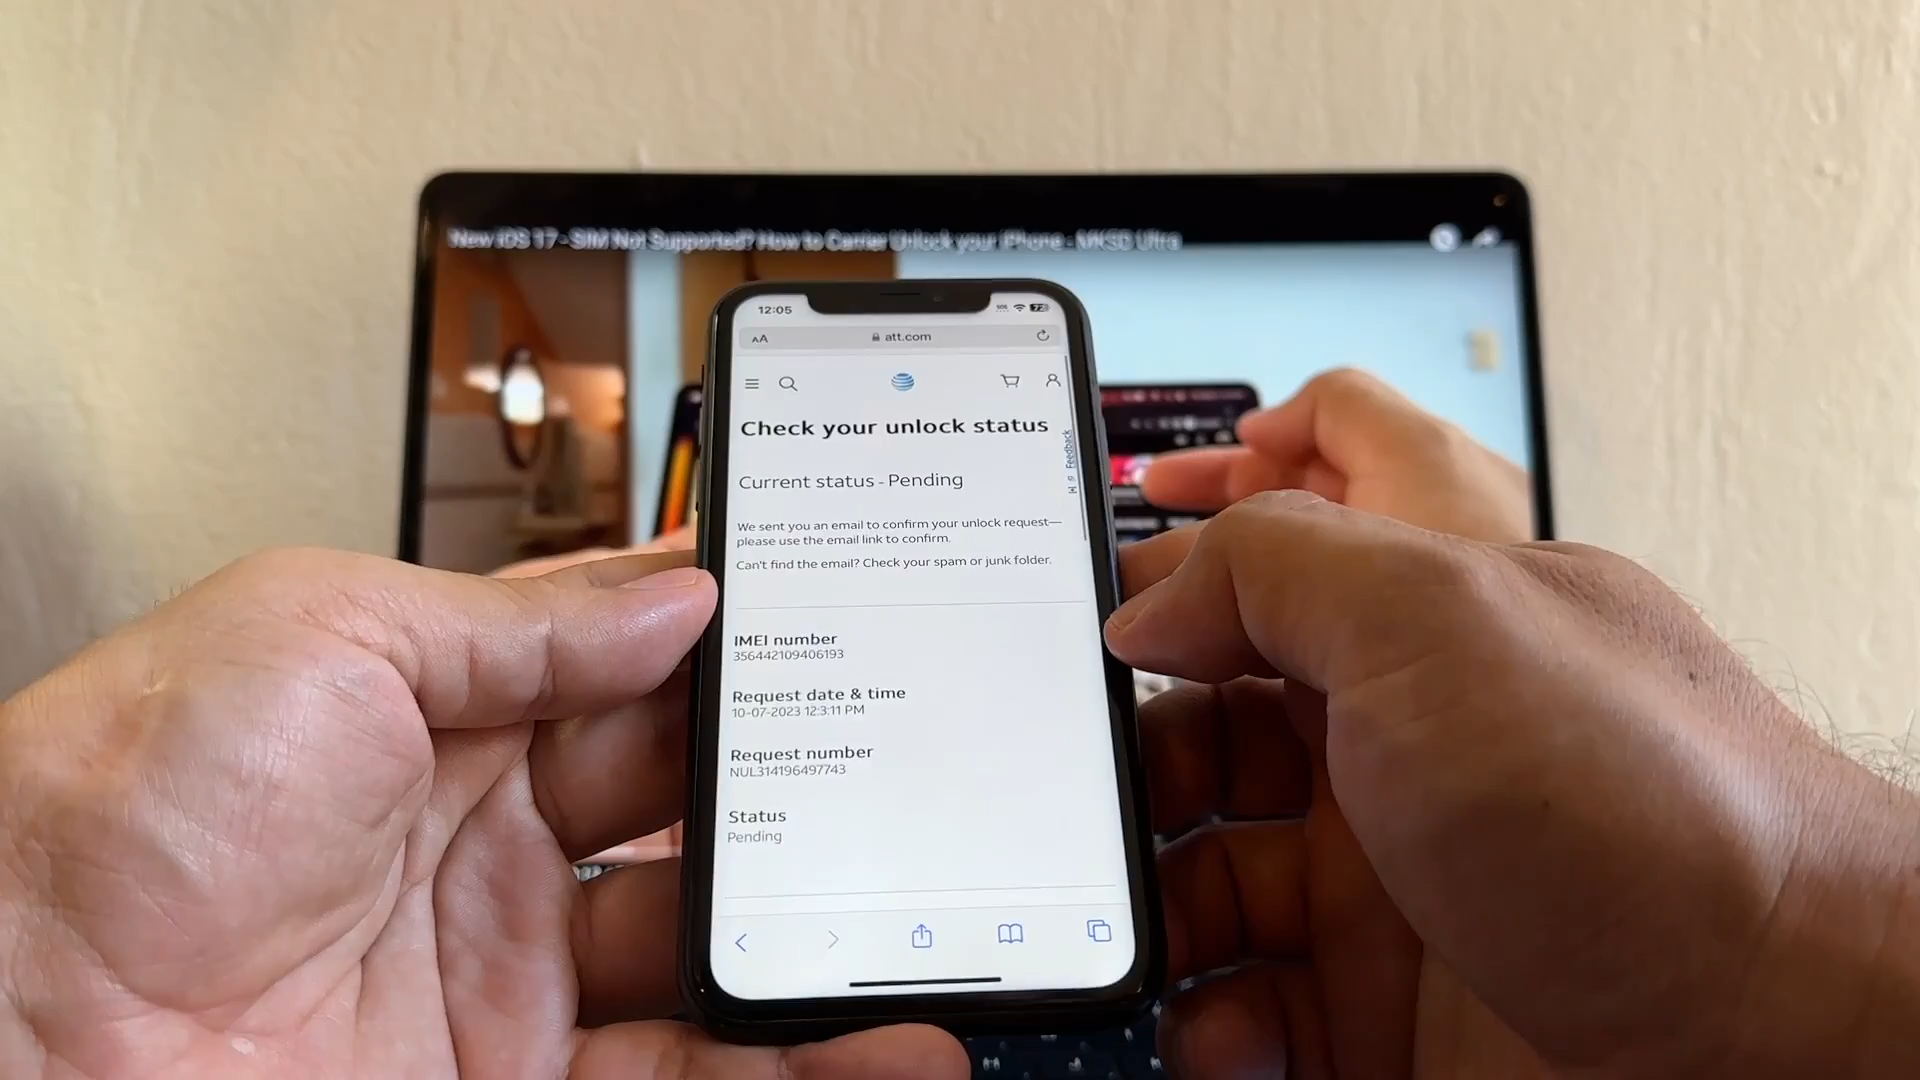 New iOS 17 - SIM Not Supported? How to Carrier Unlock your iPhone - MKSD Ultra
12:05
SOS
72
AA
att.com
Check your unlock status
Feedback
Current status - Pending
We sent you an email to confirm your unlock request—
please use the email link to confirm.
Can't find the email? Check your spam or junk folder.
IMEI number
356442109406193
Request date & time
10-07-2023 12:3:11 PM
Request number
NUL314196497743
Status
Pending